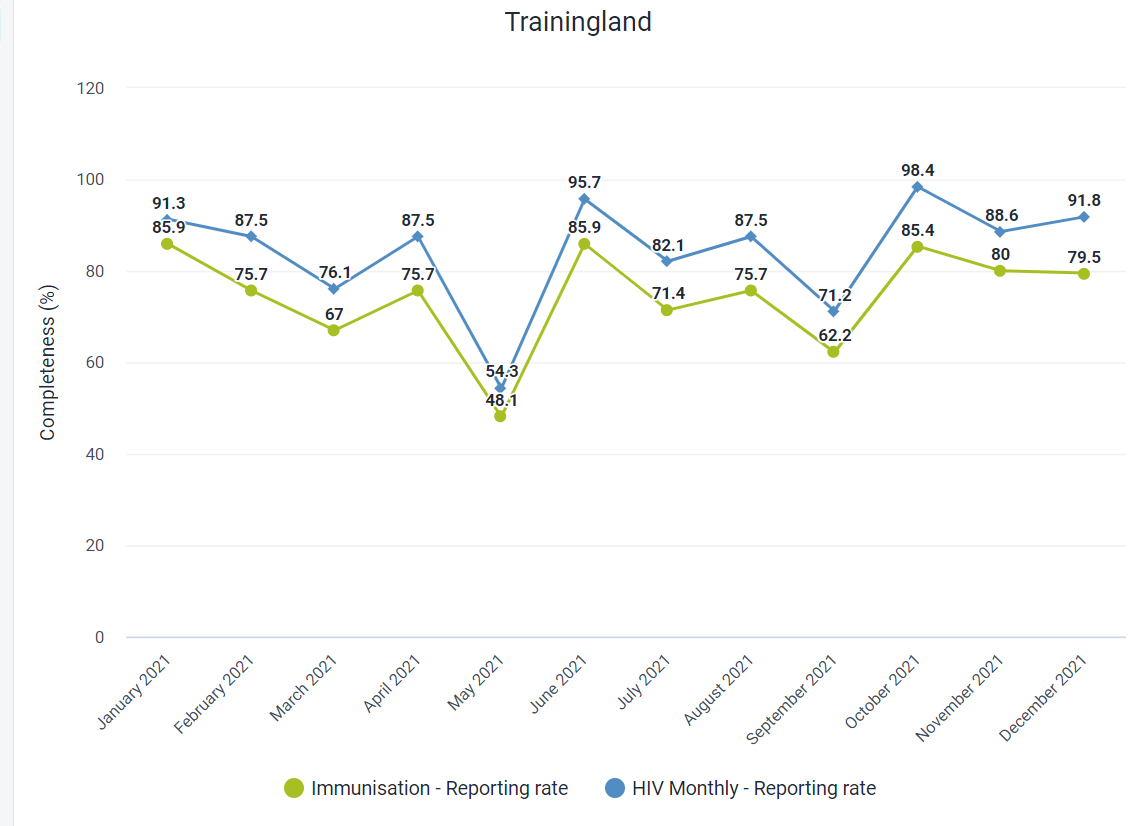 Trainingland
Completeness (%)
120
100
80
60
40
20
0
91.3
87.5
76.1
87.5
54.3
95.7
82.1
87.5
71.2
98.4
88.6
91.8
85.9
75.7
67
75.7
48.1
85.9
71.4
75.7
62.2
85.4
80
79.5
January 2021
February 2021
March 2021
April 2021
May 2021
June 2021
July 2021
August 2021
September 2021
October 2021
November 2021
December 2021
Immunisation - Reporting rate
HIV Monthly - Reporting rate